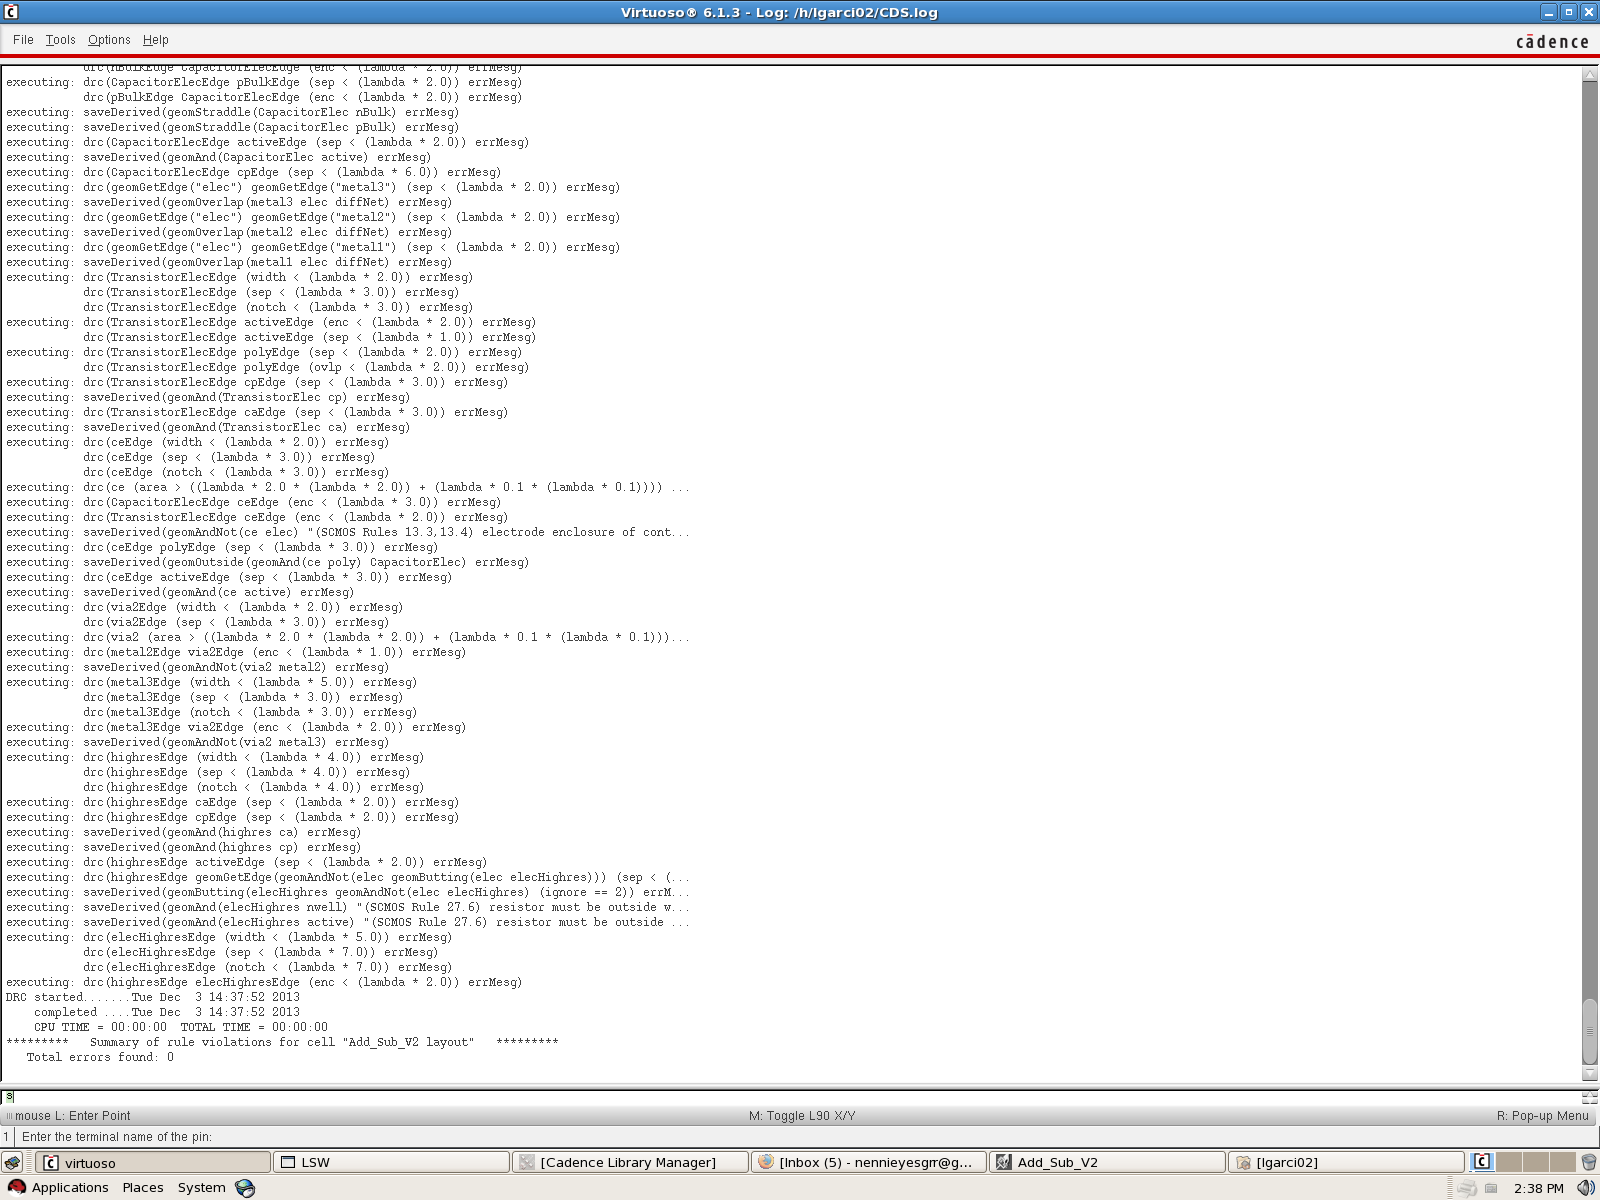 Virtuoso® 6.1.3 - Log: /h/lgarci02/CDS.log
File Tools Options Help
cādence
drc(nBulkEdge CapacitorElecEdge (enc < (lambda * 2.0)) errMesg)
executing: drc(CapacitorElecEdge pBulkEdge (sep < (lambda * 2.0)) errMesg)
drc(pBulkEdge CapacitorElecEdge (enc < (lambda * 2.0)) errMesg)
executing: saveDerived(geomStraddle(CapacitorElec nBulk) errMesg)
executing: saveDerived(geomStraddle(CapacitorElec pBulk) errMesg)
executing: drc(CapacitorElecEdge activeEdge (sep < (lambda * 2.0)) errMesg)
executing: saveDerived(geomAnd(CapacitorElec active) errMesg)
executing: drc(CapacitorElecEdge cpEdge (sep < (lambda * 6.0)) errMesg)
executing: drc(geomGetEdge("elec") geomGetEdge("metal3") (sep < (lambda * 2.0)) errMesg)
executing: saveDerived(geomOverlap(metal3 elec diffNet) errMesg)
executing: drc(geomGetEdge("elec") geomGetEdge("metal2") (sep < (lambda * 2.0)) errMesg)
executing: saveDerived(geomOverlap(metal2 elec diffNet) errMesg)
executing: drc(geomGetEdge("elec") geomGetEdge("metal1") (sep < (lambda * 2.0)) errMesg)
executing: saveDerived(geomOverlap(metal1 elec diffNet) errMesg)
executing: drc(TransistorElecEdge (width < (lambda * 2.0)) errMesg)
drc(TransistorElecEdge (sep < (lambda * 3.0)) errMesg)
drc(TransistorElecEdge (notch < (lambda * 3.0)) errMesg)
executing: drc(TransistorElecEdge activeEdge (enc < (lambda * 2.0)) errMesg)
drc(TransistorElecEdge activeEdge (sep < (lambda * 1.0)) errMesg)
executing: drc(TransistorElecEdge polyEdge (sep < (lambda * 2.0)) errMesg)
drc(TransistorElecEdge polyEdge (ovlp < (lambda * 2.0)) errMesg)
executing: drc(TransistorElecEdge cpEdge (sep < (lambda * 3.0)) errMesg)
executing: saveDerived(geomAnd(TransistorElec cp) errMesg)
executing: drc(TransistorElecEdge caEdge (sep < (lambda * 3.0)) errMesg)
executing: saveDerived(geomAnd(TransistorElec ca) errMesg)
executing: drc(ceEdge (width < (lambda * 2.0)) errMesg)
drc(ceEdge (sep < (lambda * 3.0)) errMesg)
drc(ceEdge (notch < (lambda * 3.0)) errMesg)
executing: drc(ce (area > ((lambda * 2.0 * (lambda * 2.0)) + (lambda * 0.1 * (lambda * 0.1)))) ...
executing: drc(CapacitorElecEdge ceEdge (enc < (lambda * 3.0)) errMesg)
executing: drc(TransistorElecEdge ceEdge (enc < (lambda * 2.0)) errMesg)
executing: saveDerived(geomAndNot(ce elec) "(SCMOS Rules 13.3,13.4) electrode enclosure of cont...
executing: drc(ceEdge polyEdge (sep < (lambda * 3.0)) errMesg)
executing: saveDerived(geomOutside(geomAnd(ce poly) CapacitorElec) errMesg)
executing: drc(ceEdge activeEdge (sep < (lambda * 3.0)) errMesg)
executing: saveDerived(geomAnd(ce active) errMesg)
executing: drc(via2Edge (width < (lambda * 2.0)) errMesg)
drc(via2Edge (sep < (lambda * 3.0)) errMesg)
executing: drc(via2 (area > ((lambda * 2.0 * (lambda * 2.0)) + (lambda * 0.1 * (lambda * 0.1)))...
executing: drc(metal2Edge via2Edge (enc < (lambda * 1.0)) errMesg)
executing: saveDerived(geomAndNot(via2 metal2) errMesg)
executing: drc(metal3Edge (width < (lambda * 5.0)) errMesg)
drc(metal3Edge (sep < (lambda * 3.0)) errMesg)
drc(metal3Edge (notch < (lambda * 3.0)) errMesg)
executing: drc(metal3Edge via2Edge (enc < (lambda * 2.0)) errMesg)
executing: saveDerived(geomAndNot(via2 metal3) errMesg)
executing: drc(highresEdge (width < (lambda * 4.0)) errMesg)
drc(highresEdge (sep < (lambda * 4.0)) errMesg)
drc(highresEdge (notch < (lambda * 4.0)) errMesg)
executing: drc(highresEdge caEdge (sep < (lambda * 2.0)) errMesg)
executing: drc(highresEdge cpEdge (sep < (lambda * 2.0)) errMesg)
executing: saveDerived(geomAnd(highres ca) errMesg)
executing: saveDerived(geomAnd(highres cp) errMesg)
executing: drc(highresEdge activeEdge (sep < (lambda * 2.0)) errMesg)
executing: drc(highresEdge geomGetEdge(geomAndNot(elec geomButting(elec elecHighres))) (sep < (...
executing: saveDerived(geomButting(elecHighres geomAndNot(elec elecHighres) (ignore == 2)) errM...
executing: saveDerived(geomAnd(elecHighres nwell) "(SCMOS Rule 27.6) resistor must be outside w...
executing: saveDerived(geomAnd(elecHighres active) "(SCMOS Rule 27.6) resistor must be outside ...
executing: drc(elecHighresEdge (width < (lambda * 5.0)) errMesg)
drc(elecHighresEdge (sep < (lambda * 7.0)) errMesg)
drc(elecHighresEdge (notch < (lambda * 7.0)) errMesg)
executing: drc(highresEdge elecHighresEdge (enc < (lambda * 2.0)) errMesg)
DRC started.......Tue Dec  3 14:37:52 2013
completed ....Tue Dec  3 14:37:52 2013
CPU TIME = 00:00:00  TOTAL TIME = 00:00:00
*********   Summary of rule violations for cell "Add_Sub_V2 layout"   *********
Total errors found: 0
s
mouse L: Enter Point M: Toggle L90 X/Y R: Pop-up Menu
1 Enter the terminal name of the pin:
virtuoso LSW [Cadence Library Manager] [Inbox (5) - nennieyesgrr@g... Add_Sub_V2 [lgarci02]
Applications Places System 2:38 PM